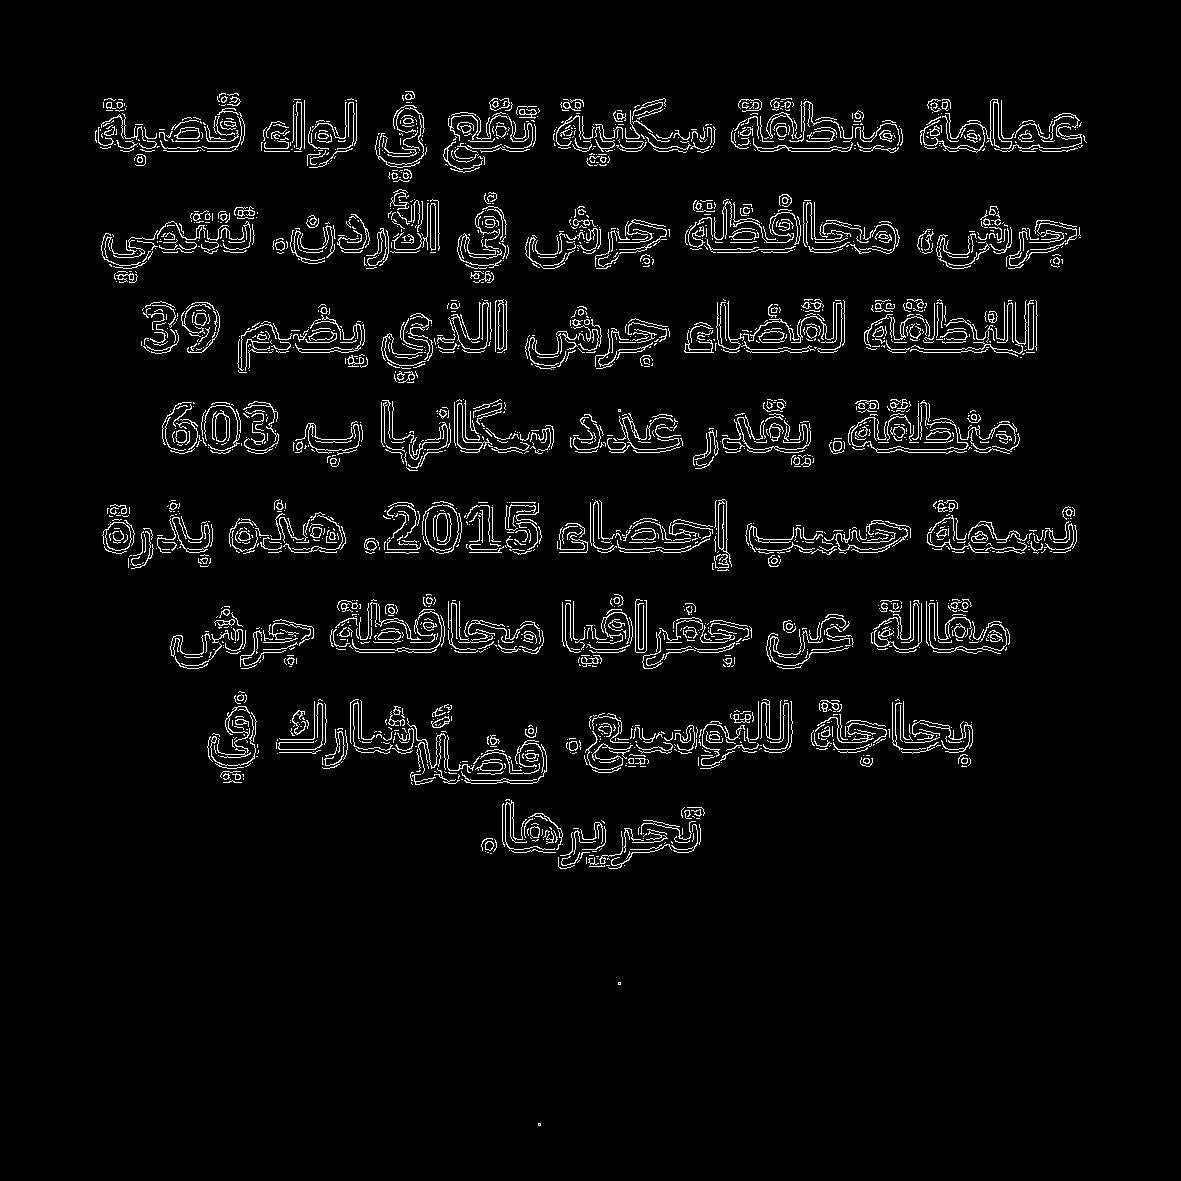 عمامة منطقة سكنية تقع في لواء قصبة
جرش، محافظة جرش في الأردن. تنتمي
المنطقة لقضاء جرش الذي يضم 39
منطقة. يقدر عدد سكانها ب. 603
نسمة حسب إحصاء 2015. هذه بذرة
مقالة عن جغرافيا محافظة جرش
بحاجة للتوسيع. فضلاً شارك في
تحريرها.